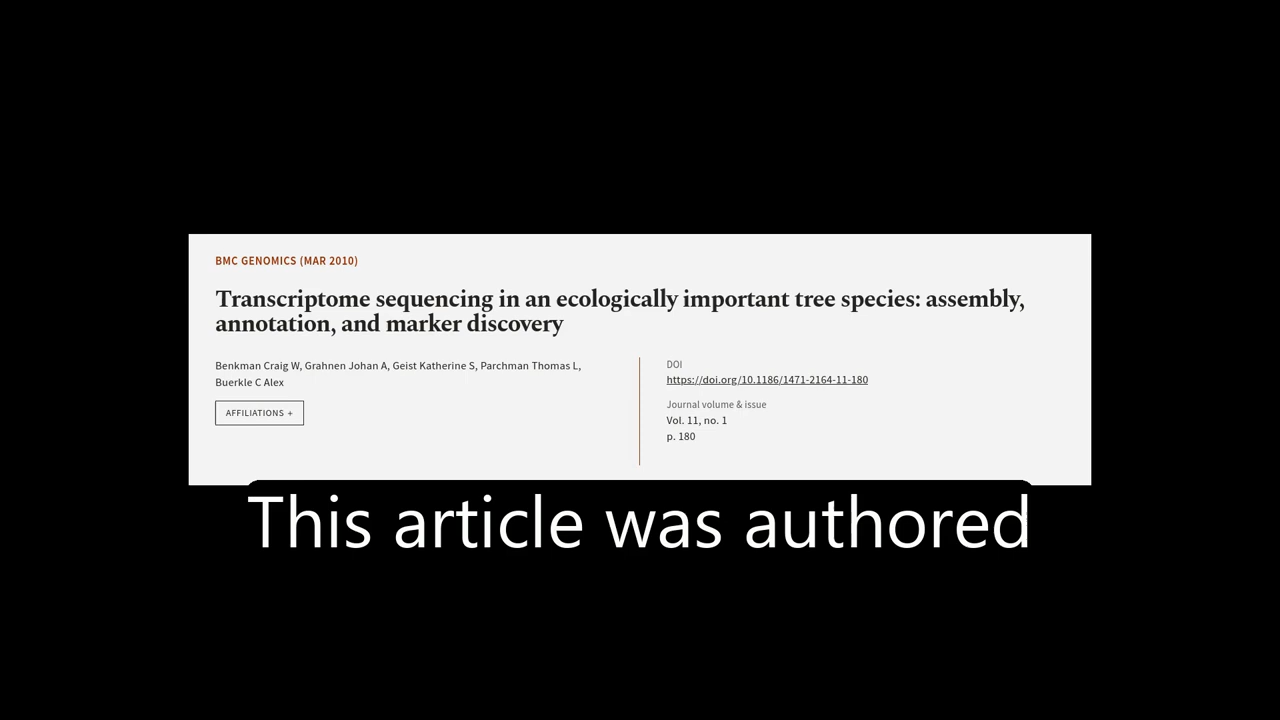 BMC GENOMICS (MAR 2010)
Transcriptome sequencing in an ecologically important tree species: assembly,
annotation, and marker discovery
Benkman Craig W, Grahnen Johan A, Geist Katherine S, Parchman Thomas L,
Buerkle C Alex
AFFILIATIONS +
DOI
https://doi.org/10.1186/1471-2164-11-180
Journal volume & issue
Vol. 11, no. 1
p. 180
This article was authored